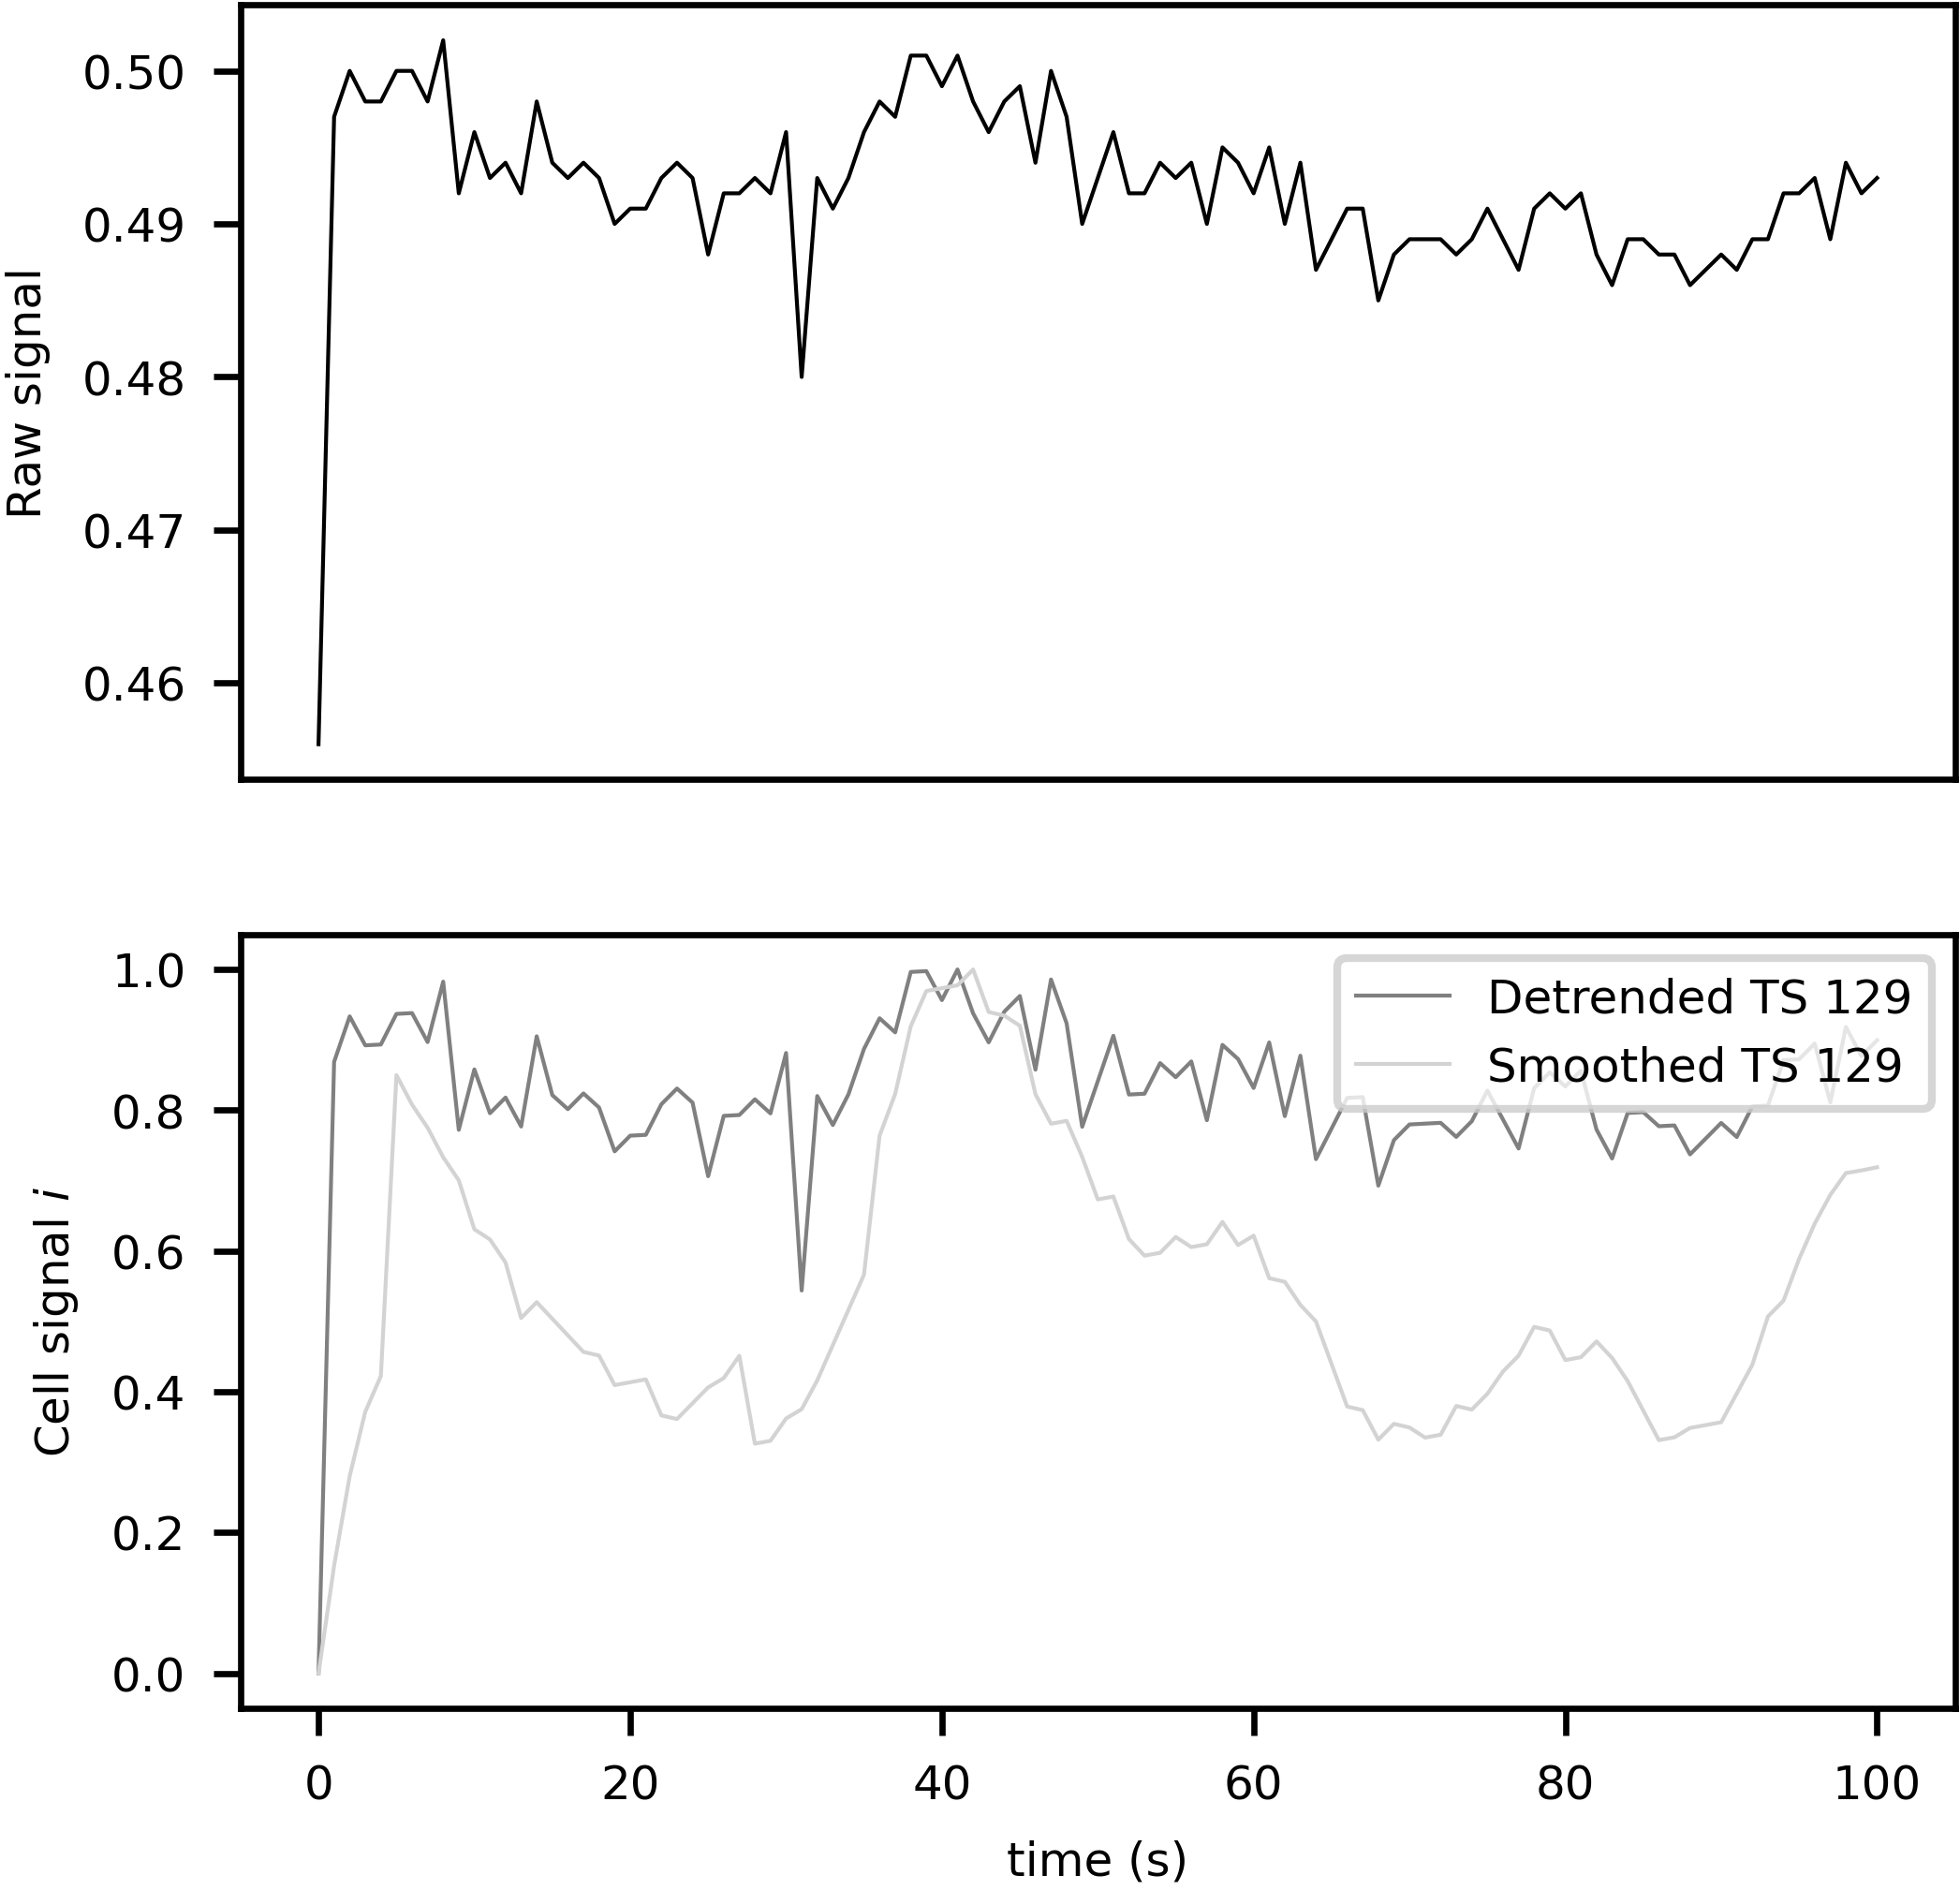 Raw signal
0.50
0.49
0.48
0.47
0.46
Cell signal i
1.0
0.8
0.6
0.4
0.2
0.0
Detrended TS 129
Smoothed TS 129
0 20 40 60 80 100
time (s)